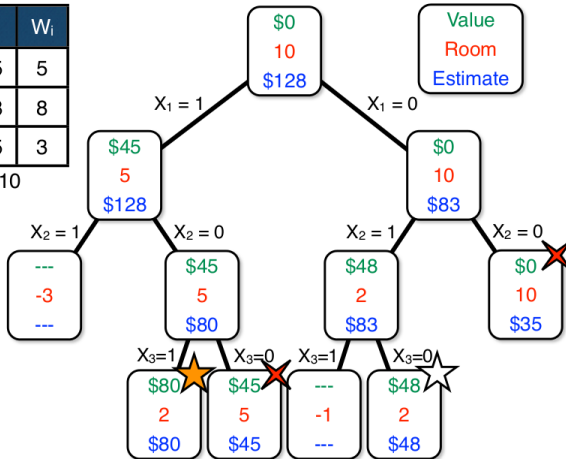 Wᵢ
5 5
8 8
5 3
10
Value
Room
Estimate
$0
10
$128
X₁ = 1
X₁ = 0
$45
5
$128
$0
10
$83
X₂ = 1
X₂ = 0
X₂ = 1
X₂ = 0
---
-3
---
$45
5
$80
$48
2
$83
$0
10
$35
X₃=1
X₃=0
X₃=1
X₃=0
$80
2
$80
$45
5
$45
---
-1
---
$48
2
$48